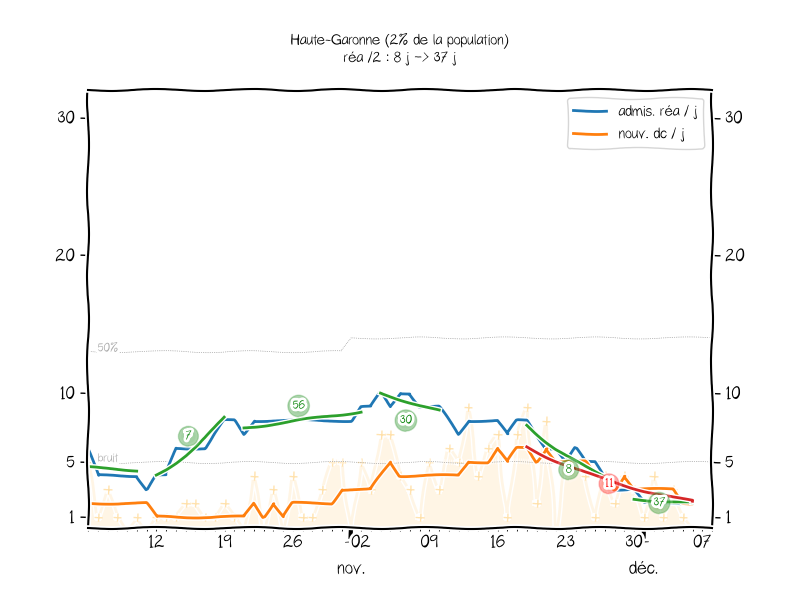 Haute-Garonne (2% de la population)
réa /2 : 8 j -> 37 j
admis. réa / j
nouv. dc / j
30
30
20
20
50%
10
10
56
7
30
bruit
5
5
8
11
37
1
1
12 19 26 02 09 16 23 30 07
nov. déc.